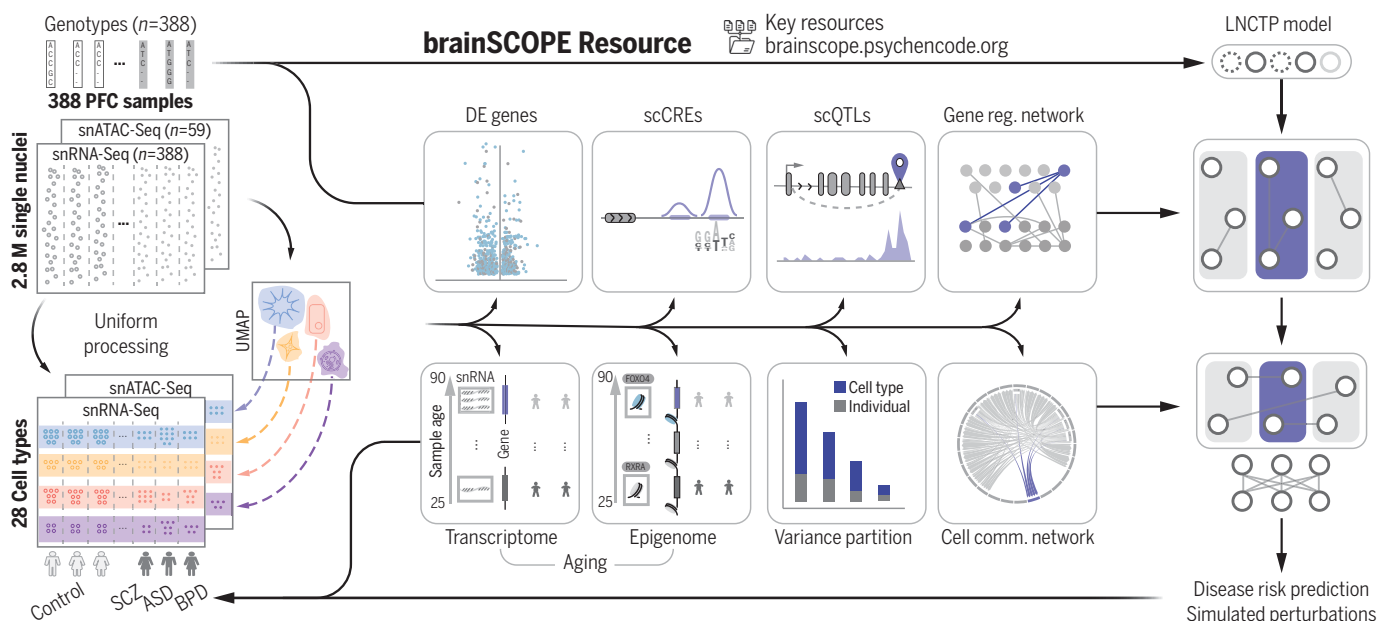 Genotypes (n=388)
A
C
C
G
C
A
C
C
-
-
A
C
C
-
-
...
A
T
C
-
-
A
T
G
G
G
A
T
C
-
-
388 PFC samples
brainSCOPE Resource
Key resources
brainscope.psychencode.org
LNCTP model
2.8 M single nuclei
snATAC-Seq (n=59)
snRNA-Seq (n=388)
...
DE genes
scCREs
scQTLs
Gene reg. network
Uniform
processing
UMAP
28 Cell types
snATAC-Seq
snRNA-Seq
...
...
...
...
Control
SCZ
ASD
BPD
90
Sample age
25
snRNA
Gene
Transcriptome
90
25
FOXO4
RXRA
Epigenome
Aging
Cell type
Individual
Variance partition
Cell comm. network
Disease risk prediction
Simulated perturbations